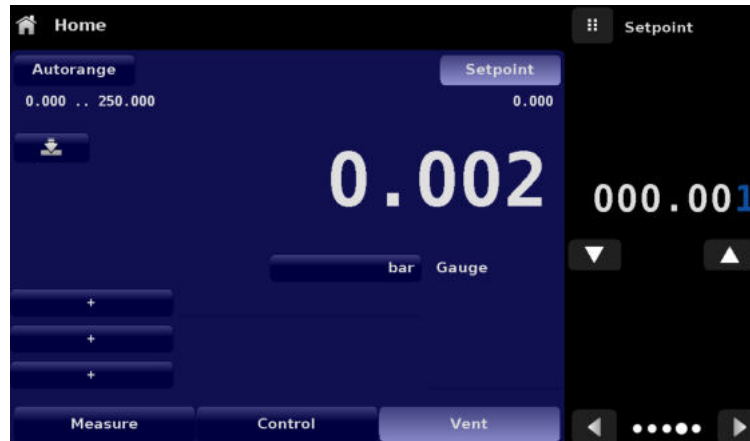 Home
Setpoint
Autorange
Setpoint
0.000 .. 250.000
0.000
0.002
000.001
bar
Gauge
+
+
+
Measure
Control
Vent